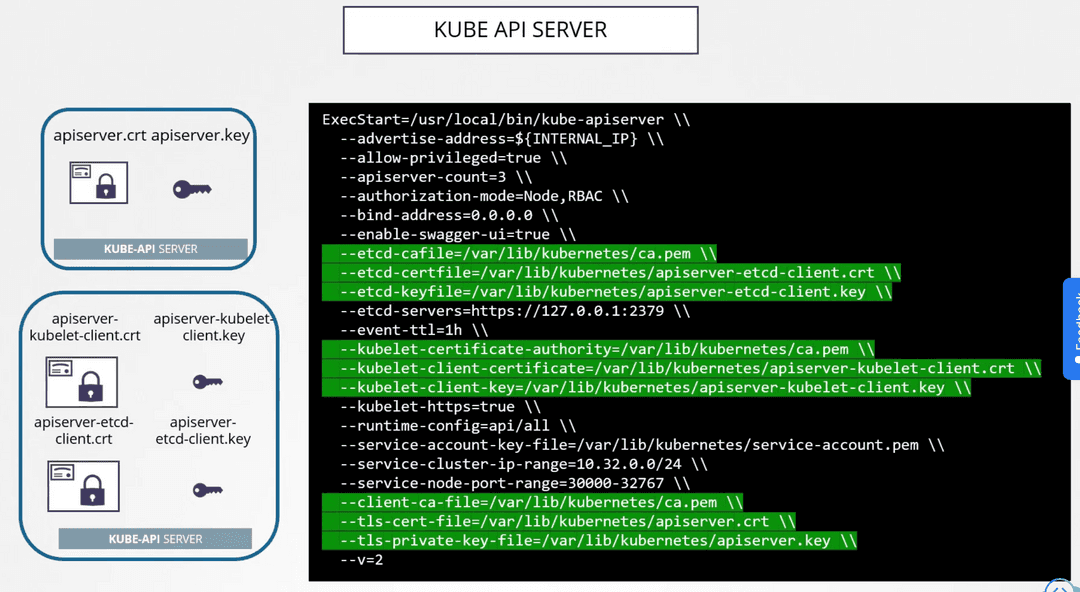 KUBE API SERVER
apiserver.crt apiserver.key
KUBE-API SERVER
apiserver-
kubelet-client.crt
apiserver-kubelet-
client.key
apiserver-etcd-
client.crt
apiserver-
etcd-client.key
KUBE-API SERVER
ExecStart=/usr/local/bin/kube-apiserver \\
--advertise-address=${INTERNAL_IP} \\
--allow-privileged=true \\
--apiserver-count=3 \\
--authorization-mode=Node,RBAC \\
--bind-address=0.0.0.0 \\
--enable-swagger-ui=true \\
--etcd-cafile=/var/lib/kubernetes/ca.pem \\
--etcd-certfile=/var/lib/kubernetes/apiserver-etcd-client.crt \\
--etcd-keyfile=/var/lib/kubernetes/apiserver-etcd-client.key \\
--etcd-servers=https://127.0.0.1:2379 \\
--event-ttl=1h \\
--kubelet-certificate-authority=/var/lib/kubernetes/ca.pem \\
--kubelet-client-certificate=/var/lib/kubernetes/apiserver-kubelet-client.crt \\
--kubelet-client-key=/var/lib/kubernetes/apiserver-kubelet-client.key \\
--kubelet-https=true \\
--runtime-config=api/all \\
--service-account-key-file=/var/lib/kubernetes/service-account.pem \\
--service-cluster-ip-range=10.32.0.0/24 \\
--service-node-port-range=30000-32767 \\
--client-ca-file=/var/lib/kubernetes/ca.pem \\
--tls-cert-file=/var/lib/kubernetes/apiserver.crt \\
--tls-private-key-file=/var/lib/kubernetes/apiserver.key \\
--v=2